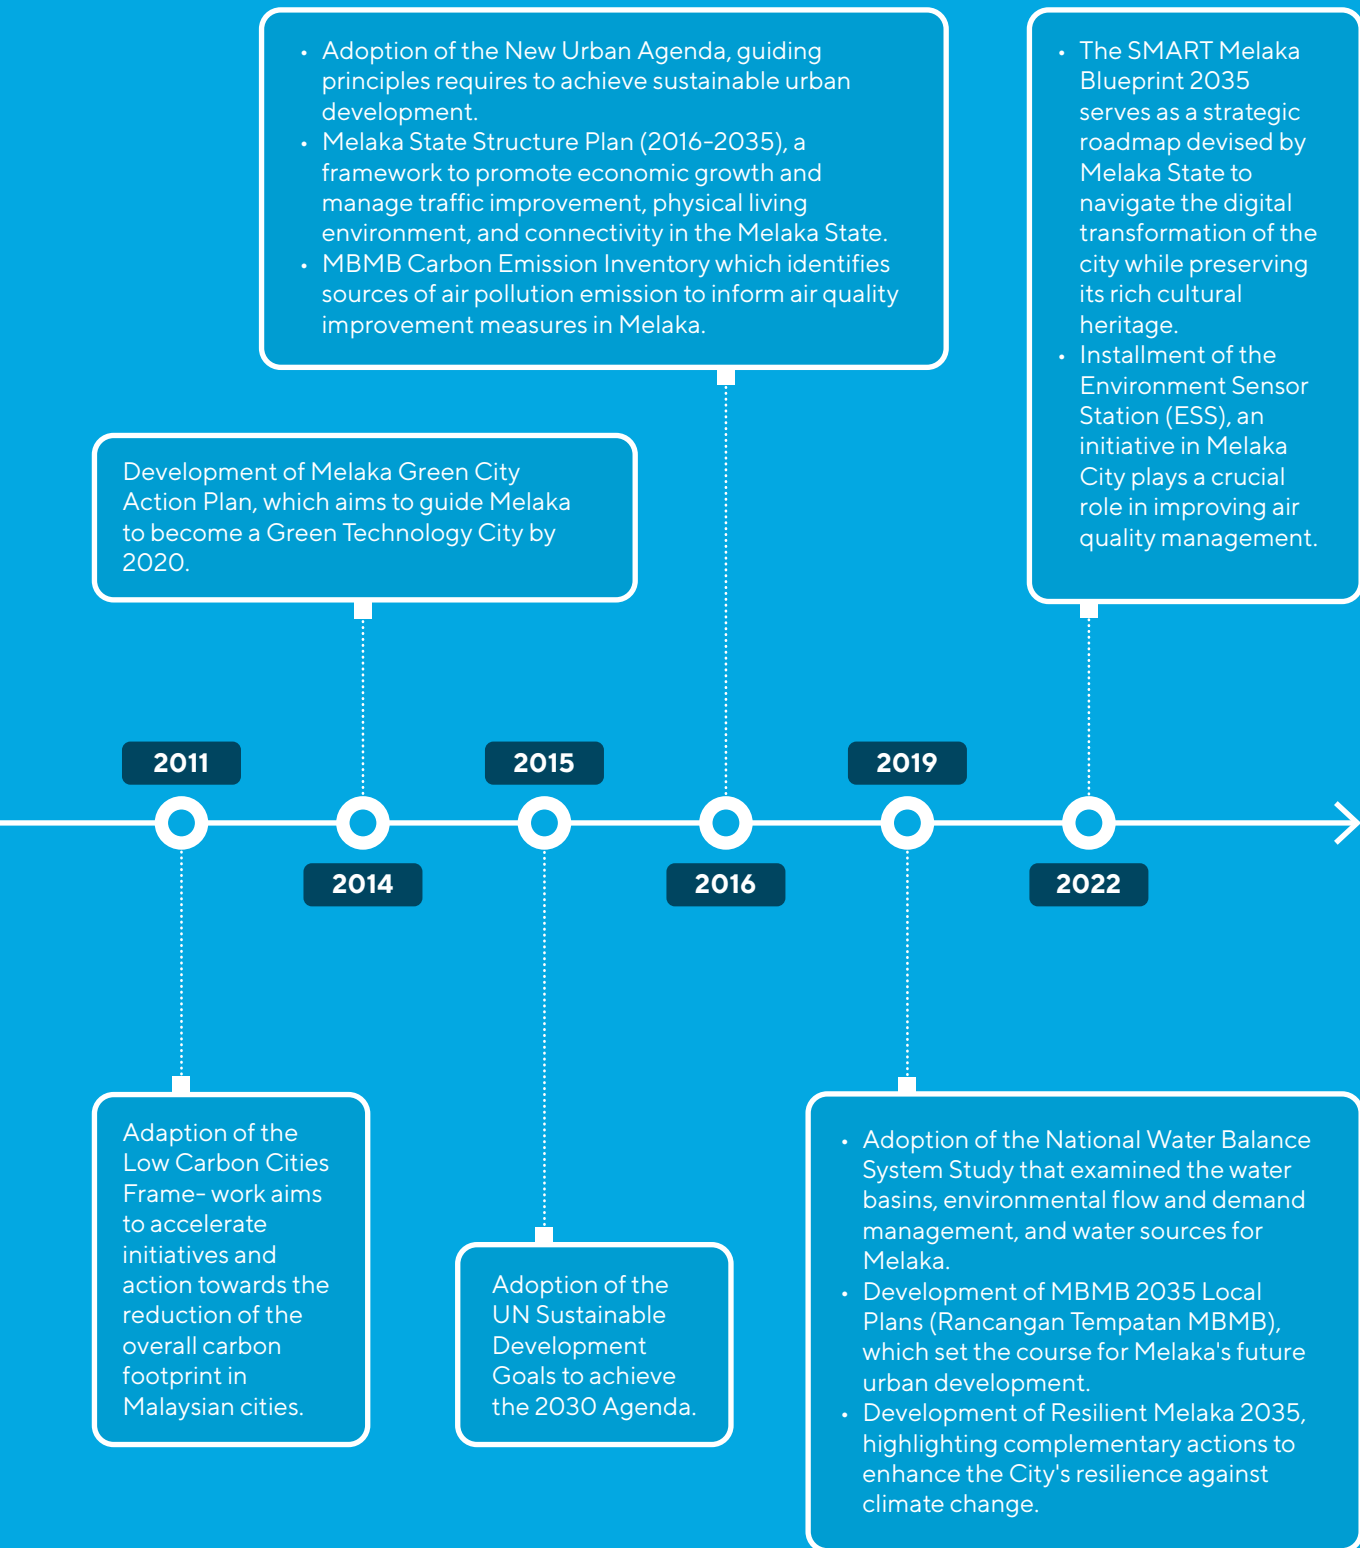 • Adoption of the New Urban Agenda, guiding
principles requires to achieve sustainable urban
development.
• Melaka State Structure Plan (2016-2035), a
framework to promote economic growth and
manage traffic improvement, physical living
environment, and connectivity in the Melaka State.
• MBMB Carbon Emission Inventory which identifies
sources of air pollution emission to inform air quality
improvement measures in Melaka.
• The SMART Melaka
Blueprint 2035
serves as a strategic
roadmap devised by
Melaka State to
navigate the digital
transformation of the
city while preserving
its rich cultural
heritage.
• Installment of the
Environment Sensor
Station (ESS), an
initiative in Melaka
City plays a crucial
role in improving air
quality management.
Development of Melaka Green City
Action Plan, which aims to guide Melaka
to become a Green Technology City by
2020.
2011
2015
2019
2014
2016
2022
Adaption of the
Low Carbon Cities
Frame- work aims
to accelerate
initiatives and
action towards the
reduction of the
overall carbon
footprint in
Malaysian cities.
Adoption of the
UN Sustainable
Development
Goals to achieve
the 2030 Agenda.
• Adoption of the National Water Balance
System Study that examined the water
basins, environmental flow and demand
management, and water sources for
Melaka.
• Development of MBMB 2035 Local
Plans (Rancangan Tempatan MBMB),
which set the course for Melaka's future
urban development.
• Development of Resilient Melaka 2035,
highlighting complementary actions to
enhance the City's resilience against
climate change.